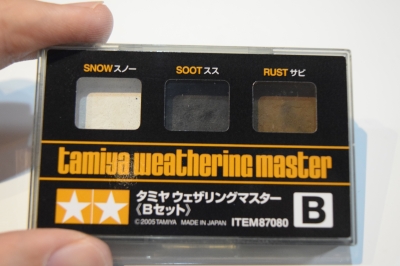 SNOW スノー SOOT スス RUST サビ
tamiya weathering master
タミヤ ウェザリングマスター
《Bセット》
© 2005 TAMIYA MADE IN JAPAN ITEM87080
B